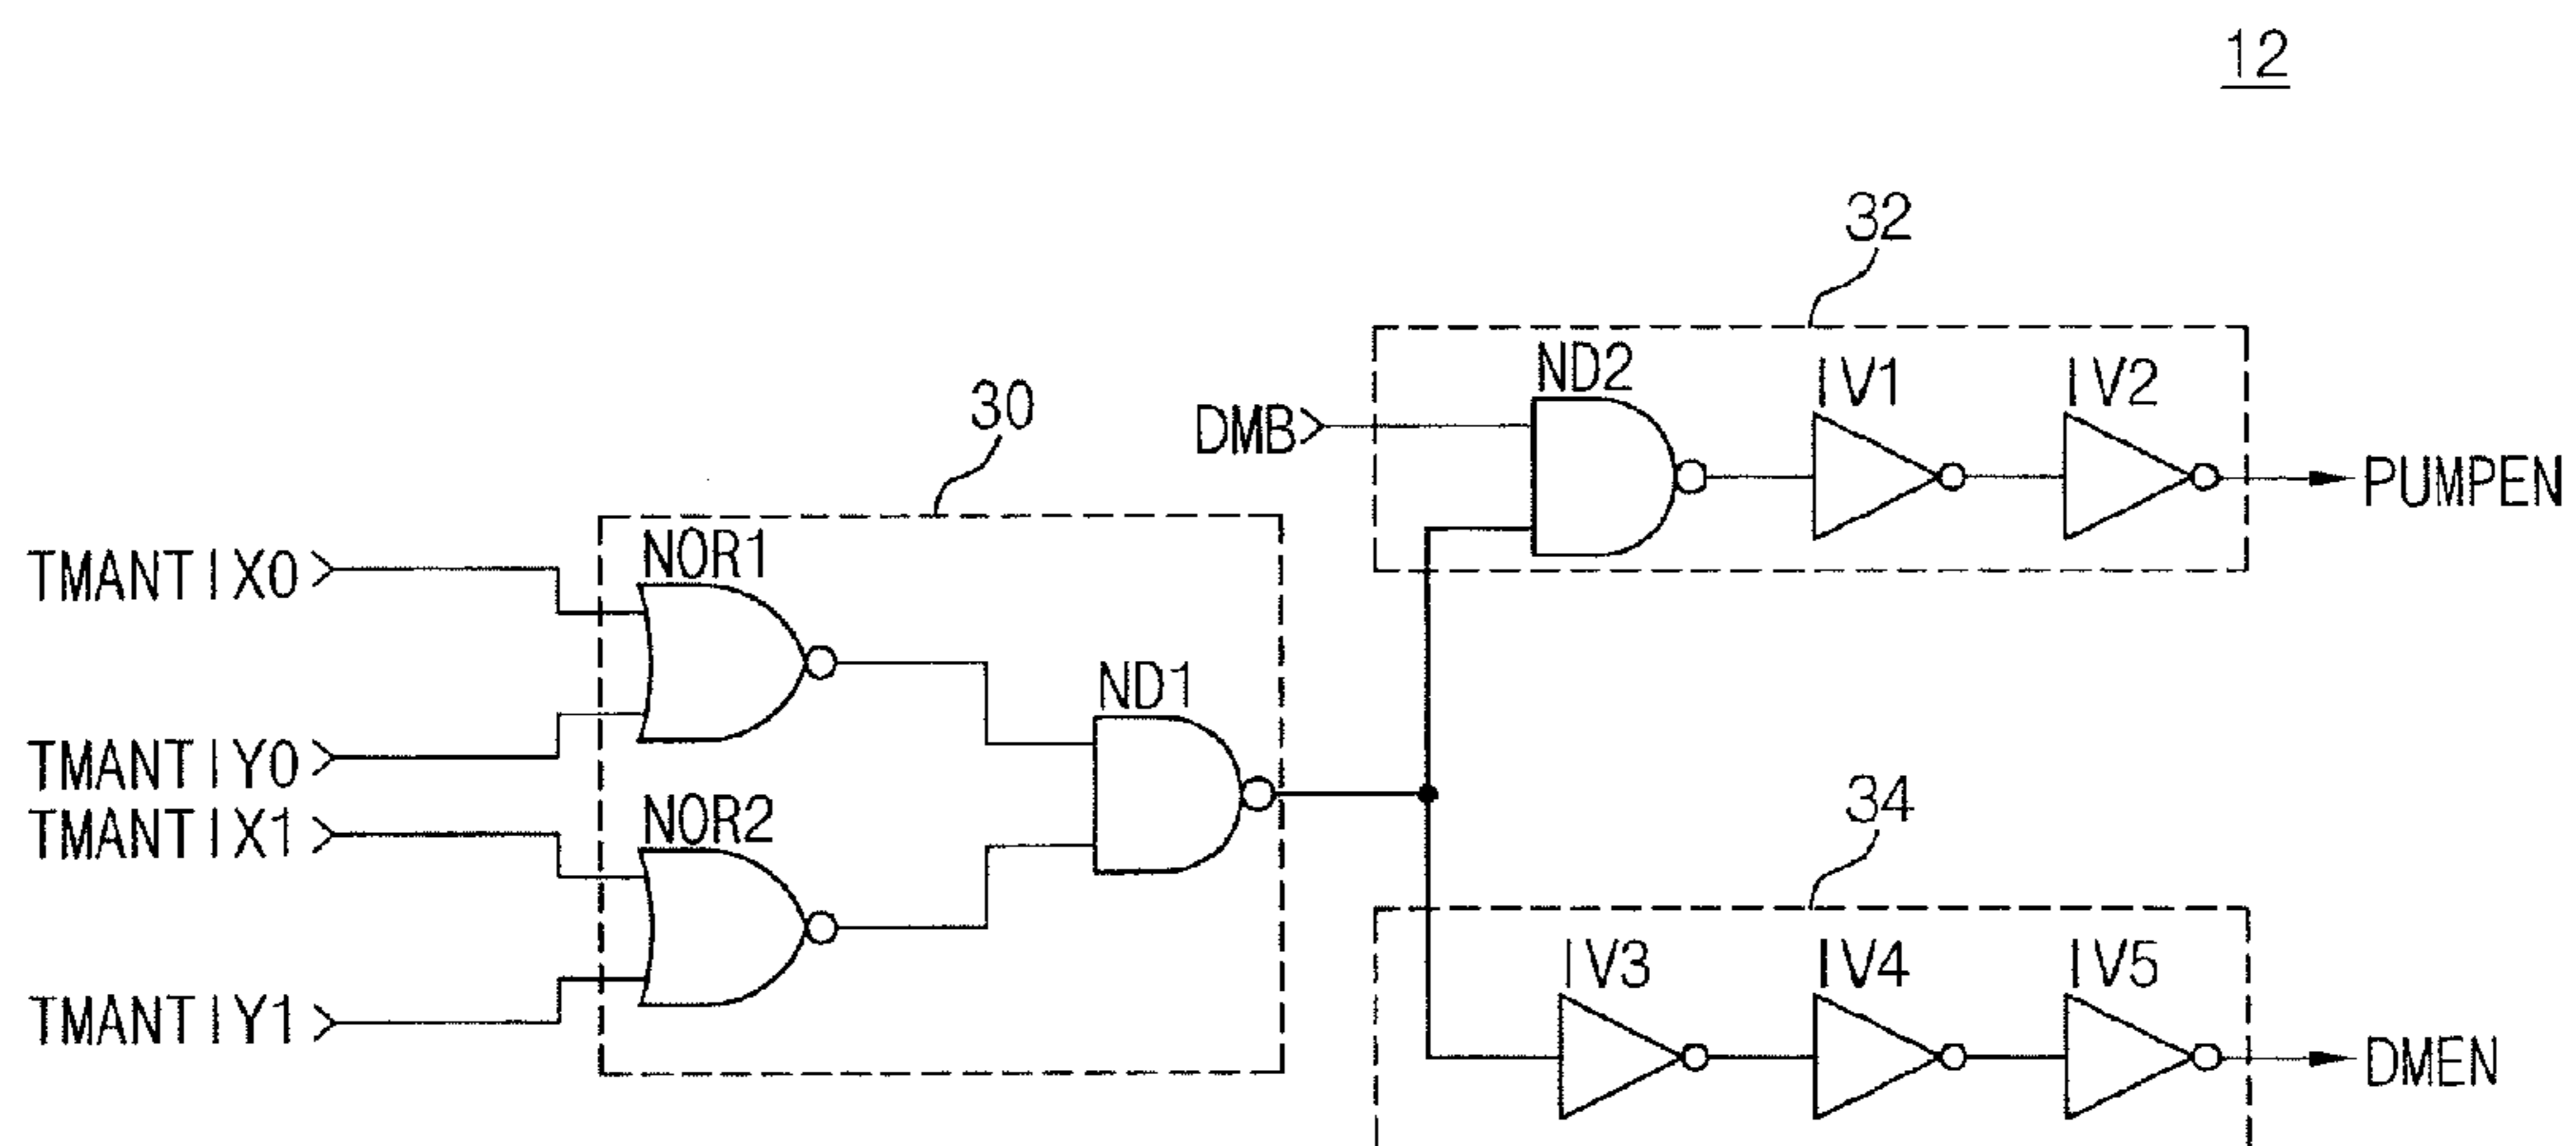 12
32
ND2
IV1
IV2
30
DMB
PUMPEN
NOR1
TMANTIX0
ND1
TMANTIY0
34
NOR2
TMANTIX1
IV3
IV4
IV5
TMANTIY1
DMEN